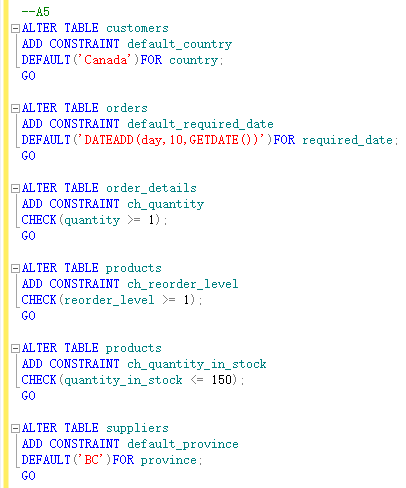 --A5
ALTER TABLE customers
ADD CONSTRAINT default_country
DEFAULT('Canada')FOR country;
GO
ALTER TABLE orders
ADD CONSTRAINT default_required_date
DEFAULT('DATEADD(day,10,GETDATE())')FOR required_date;
GO
ALTER TABLE order_details
ADD CONSTRAINT ch_quantity
CHECK(quantity >= 1);
GO
ALTER TABLE products
ADD CONSTRAINT ch_reorder_level
CHECK(reorder_level >= 1);
GO
ALTER TABLE products
ADD CONSTRAINT ch_quantity_in_stock
CHECK(quantity_in_stock <= 150);
GO
ALTER TABLE suppliers
ADD CONSTRAINT default_province
DEFAULT('BC')FOR province;
GO